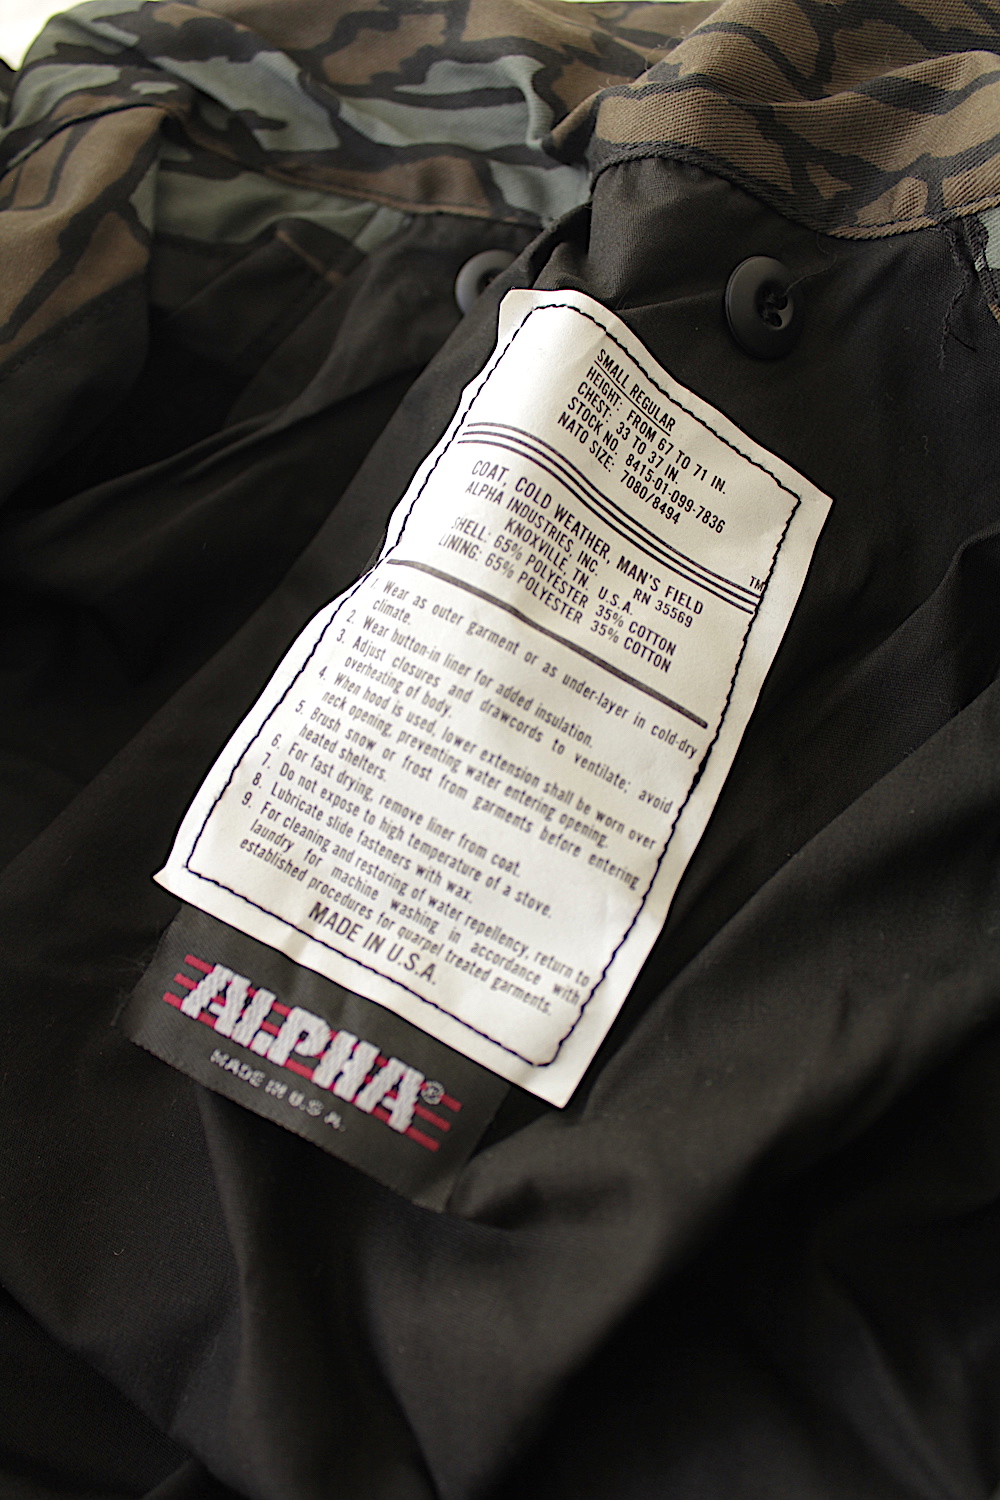 SMALL REGULAR
HEIGHT: FROM 67 TO 71 IN.
CHEST: 33 TO 37 IN.
STOCK NO. 8415-01-099-7836
NATO SIZE: 7080/8494
TM
COAT, COLD WEATHER, MAN'S FIELD
ALPHA INDUSTRIES, INC. RN 35569
KNOXVILLE, TN. U.S.A.
SHELL: 65% POLYESTER 35% COTTON
LINING: 65% POLYESTER 35% COTTON
1. Wear as outer garment or as under-layer in cold-dry
climate.
2. Wear button-in liner for added insulation.
3. Adjust closures and drawcords to ventilate; avoid
overheating of body.
4. When hood is used, lower extension shall be worn over
neck opening, preventing water entering opening.
5. Brush snow or frost from garments before entering
heated shelters.
6. For fast drying, remove liner from coat.
7. Do not expose to high temperature of a stove.
8. Lubricate slide fasteners with wax.
9. For cleaning and restoring of water repellency, return to
laundry for machine washing in accordance with
established procedures for quarpel treated garments.
MADE IN U.S.A.
ALPHA®
MADE IN U.S.A.